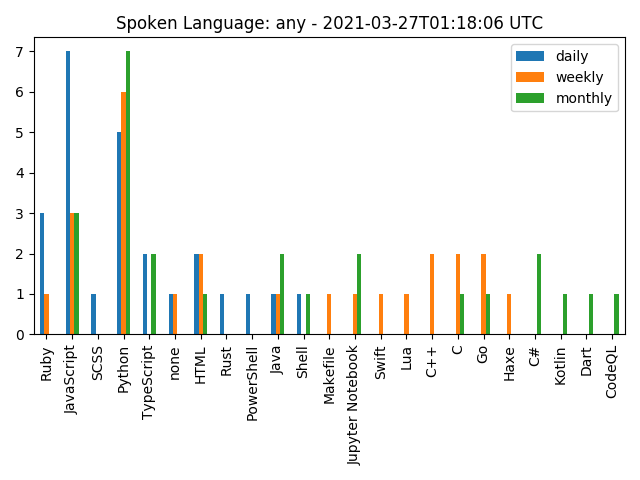 Spoken Language: any - 2021-03-27T01:18:06 UTC
daily
weekly
monthly
7
6
5
4
3
2
1
0
Ruby
JavaScript
SCSS
Python
TypeScript
none
HTML
Rust
PowerShell
Java
Shell
Makefile
Jupyter Notebook
Swift
Lua
C++
C
Go
Haxe
C#
Kotlin
Dart
CodeQL